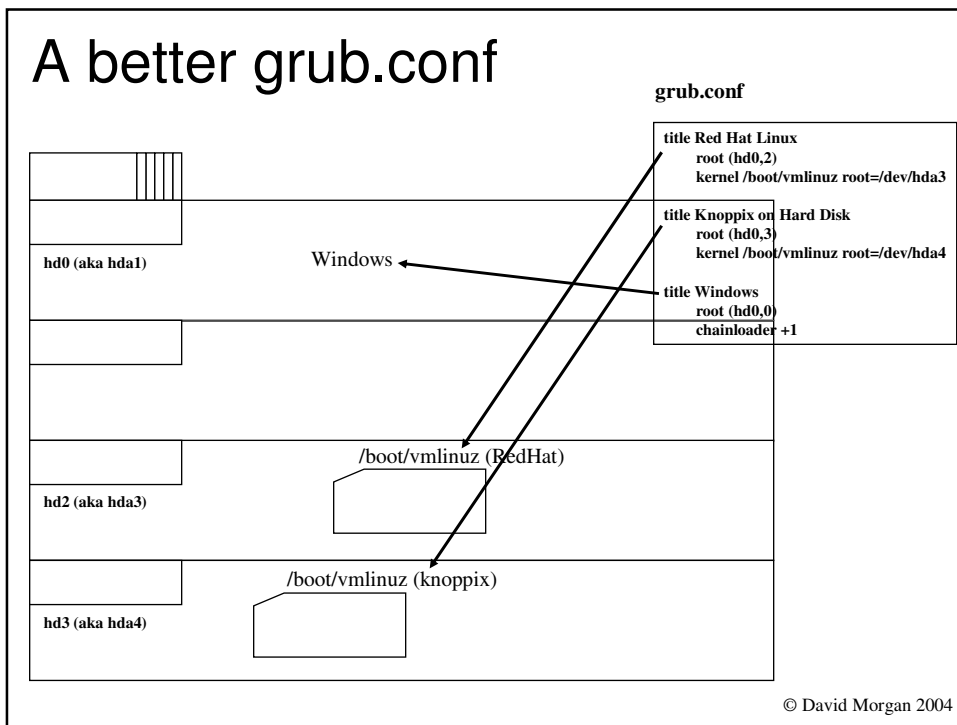 A better grub.conf
grub.conf
title Red Hat Linux
root (hd0,2)
kernel /boot/vmlinuz root=/dev/hda3
title Knoppix on Hard Disk
root (hd0,3)
kernel /boot/vmlinuz root=/dev/hda4
title Windows
root (hd0,0)
chainloader +1
hd0 (aka hda1)
Windows
/boot/vmlinuz (RedHat)
hd2 (aka hda3)
/boot/vmlinuz (knoppix)
hd3 (aka hda4)
© David Morgan 2004